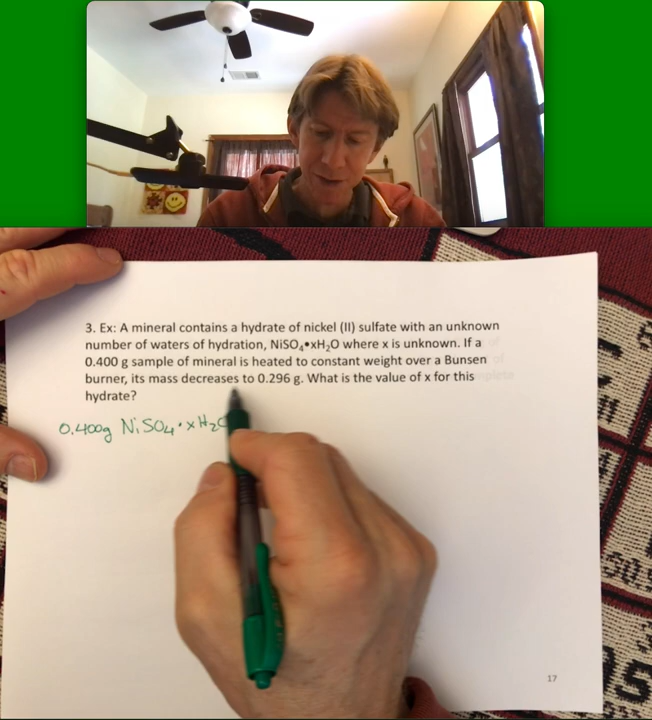 3. Ex: A mineral contains a hydrate of nickel (II) sulfate with an unknown
number of waters of hydration, NiSO₄•xH₂O where x is unknown. If a
0.400 g sample of mineral is heated to constant weight over a Bunsen
burner, its mass decreases to 0.296 g. What is the value of x for this
hydrate?
0.400g NiSO₄•xH₂O
17